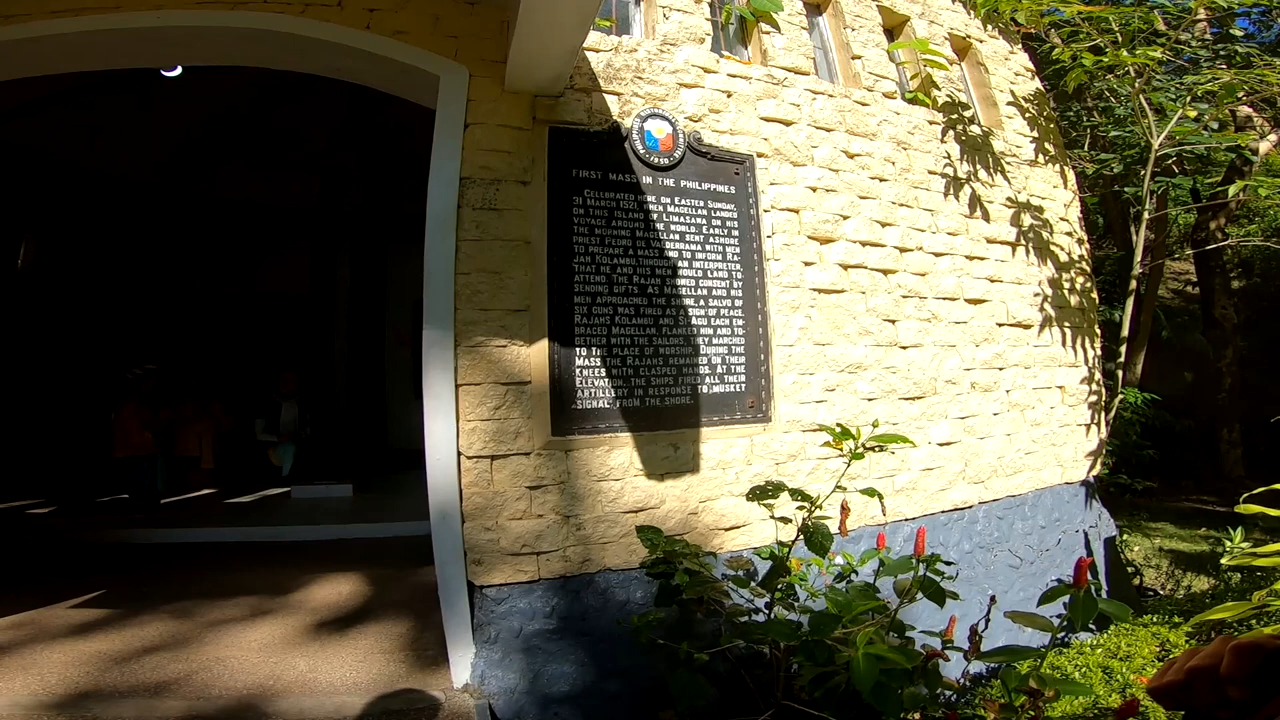 PHILIPPINES HISTORICAL COMMITTEE
1950
FIRST MASS IN THE PHILIPPINES
CELEBRATED HERE ON EASTER SUNDAY,
31 MARCH 1521, WHEN MAGELLAN LANDED
ON THIS ISLAND OF LIMASAWA ON HIS
VOYAGE AROUND THE WORLD. EARLY IN
THE MORNING MAGELLAN SENT ASHORE
PRIEST PEDRO DE VALDERRAMA WITH MEN
TO PREPARE A MASS AND TO INFORM RA-
JAH KOLAMBU, THROUGH AN INTERPRETER,
THAT HE AND HIS MEN WOULD LAND TO
ATTEND. THE RAJAH SHOWED CONSENT BY
SENDING GIFTS. AS MAGELLAN AND HIS
MEN APPROACHED THE SHORE, A SALVO OF
SIX GUNS WAS FIRED AS A SIGN OF PEACE.
RAJAHS KOLAMBU AND SI-AGU EACH EM-
BRACED MAGELLAN, FLANKED HIM AND TO-
GETHER WITH THE SAILORS, THEY MARCHED
TO THE PLACE OF WORSHIP. DURING THE
MASS THE RAJAHS REMAINED ON THEIR
KNEES WITH CLASPED HANDS. AT THE
ELEVATION, THE SHIPS FIRED ALL THEIR
ARTILLERY IN RESPONSE TO MUSKET
SIGNAL FROM THE SHORE.